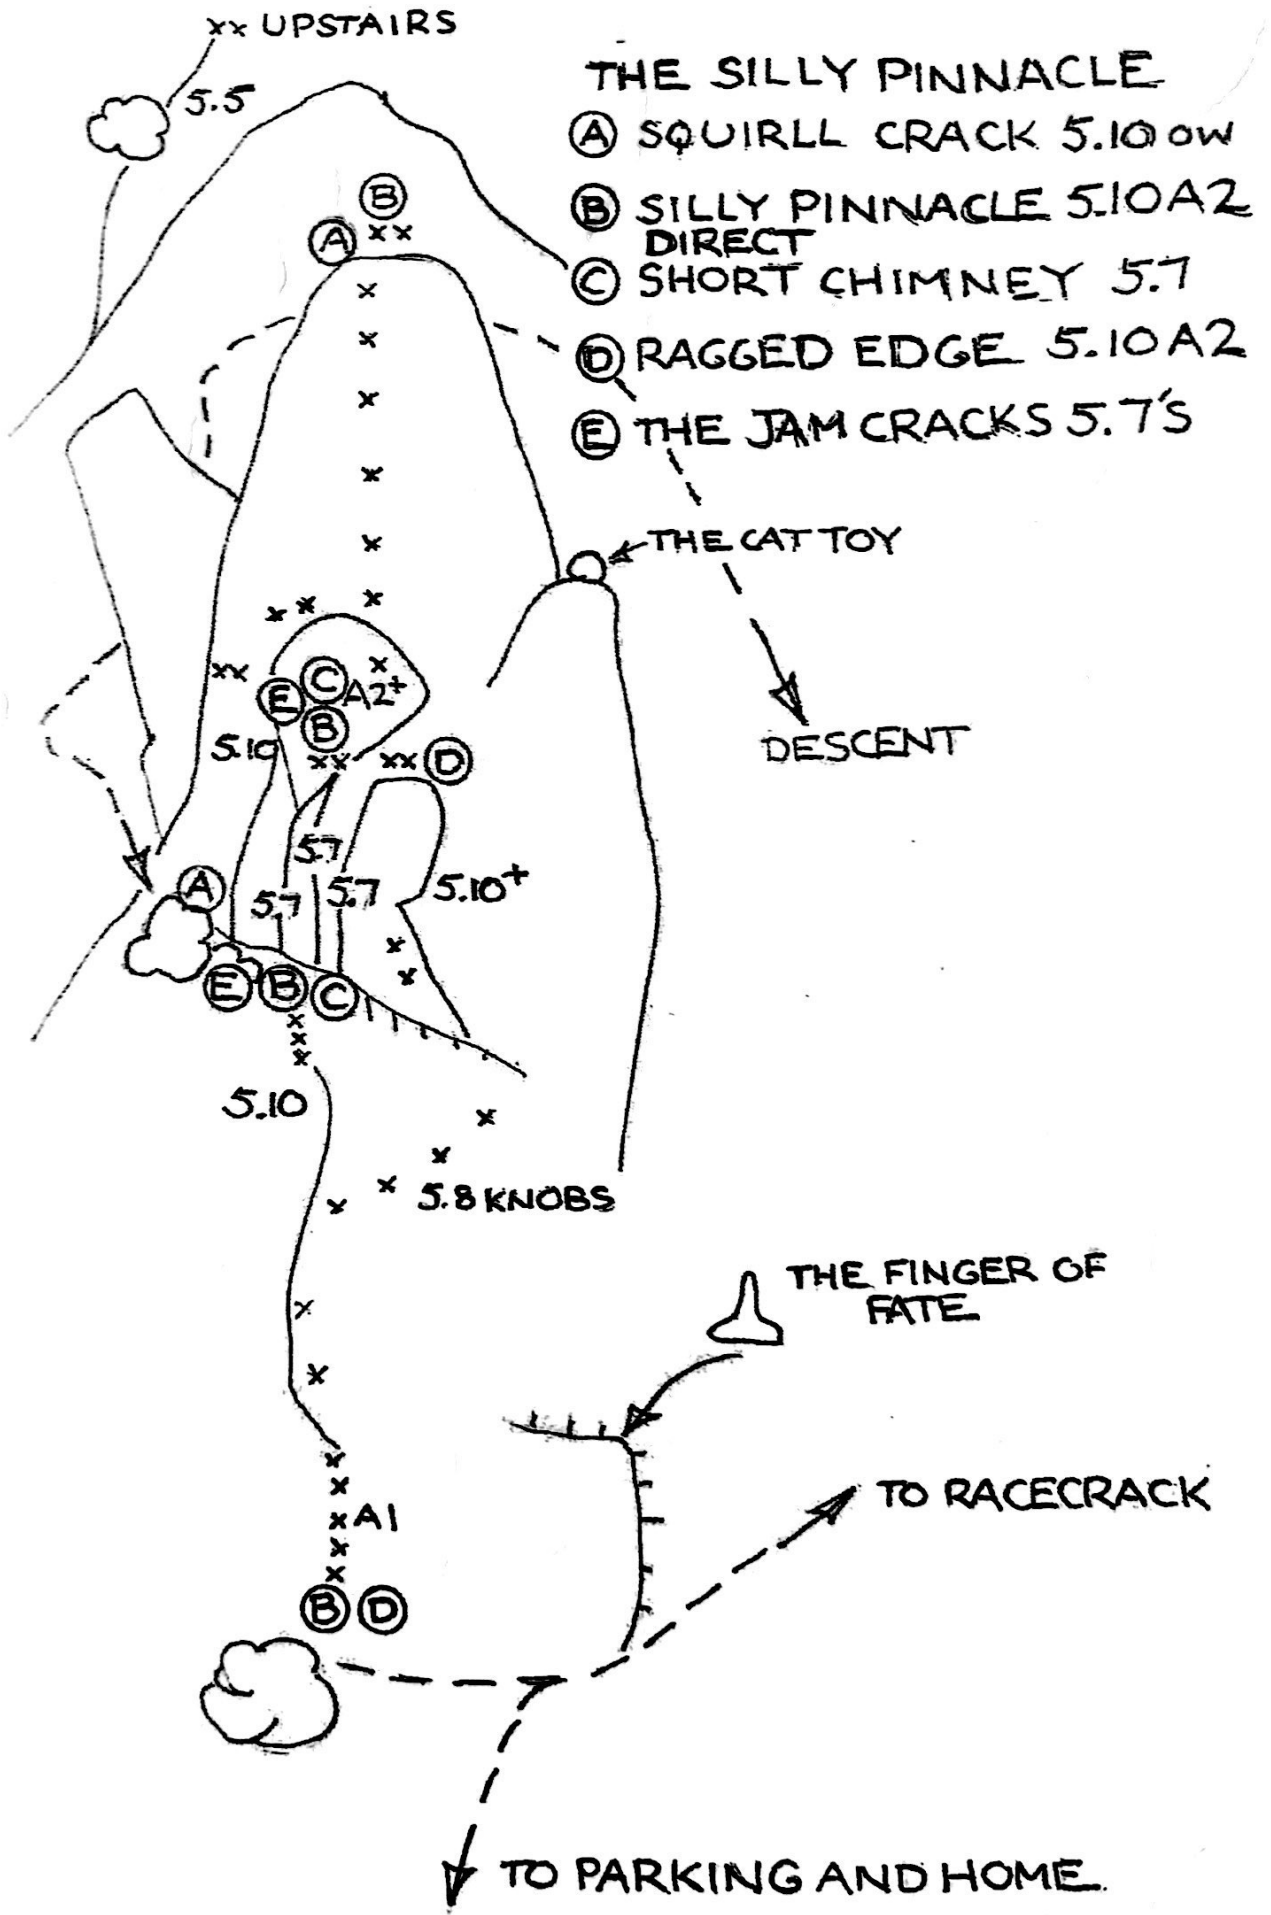 xx UPSTAIRS
5.5
THE SILLY PINNACLE
A SQUIRLL CRACK 5.10 OW
B SILLY PINNACLE 5.10A2
DIRECT
C SHORT CHIMNEY 5.7
D RAGGED EDGE 5.10A2
E THE JAM CRACKS 5.7'S
B
A xx
THE CAT TOY
DESCENT
C
E A2+
B
5.10
xx xx D
5.7
5.7 5.7
5.10+
A
E B C
5.10
5.8 KNOBS
THE FINGER OF
FATE
TO RACECRACK
A1
B D
TO PARKING AND HOME.